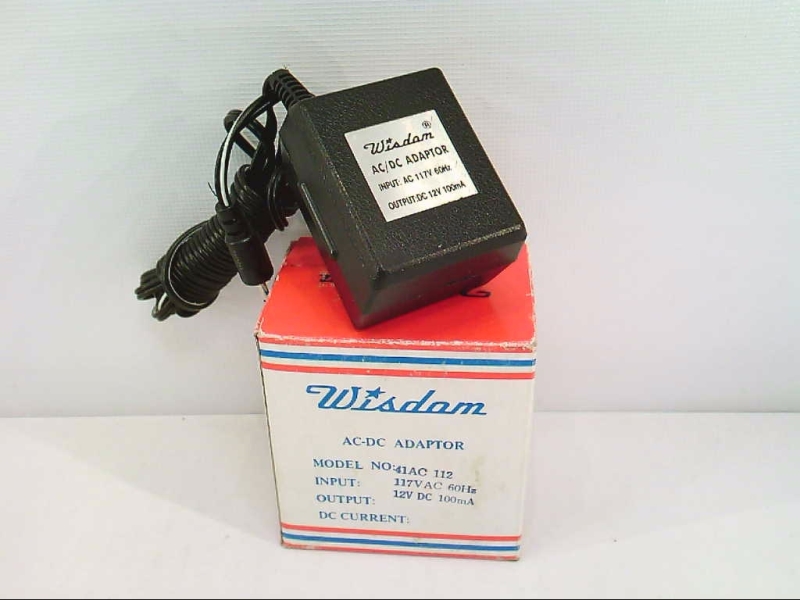 Wisdom ®
AC/DC ADAPTOR
INPUT: AC 117V 60Hz
OUTPUT:DC 12V 100mA
Wisdom
AC-DC ADAPTOR
MODEL NO: 41AC 112
INPUT: 117VAC 60Hz
OUTPUT: 12V DC 100mA
DC CURRENT: